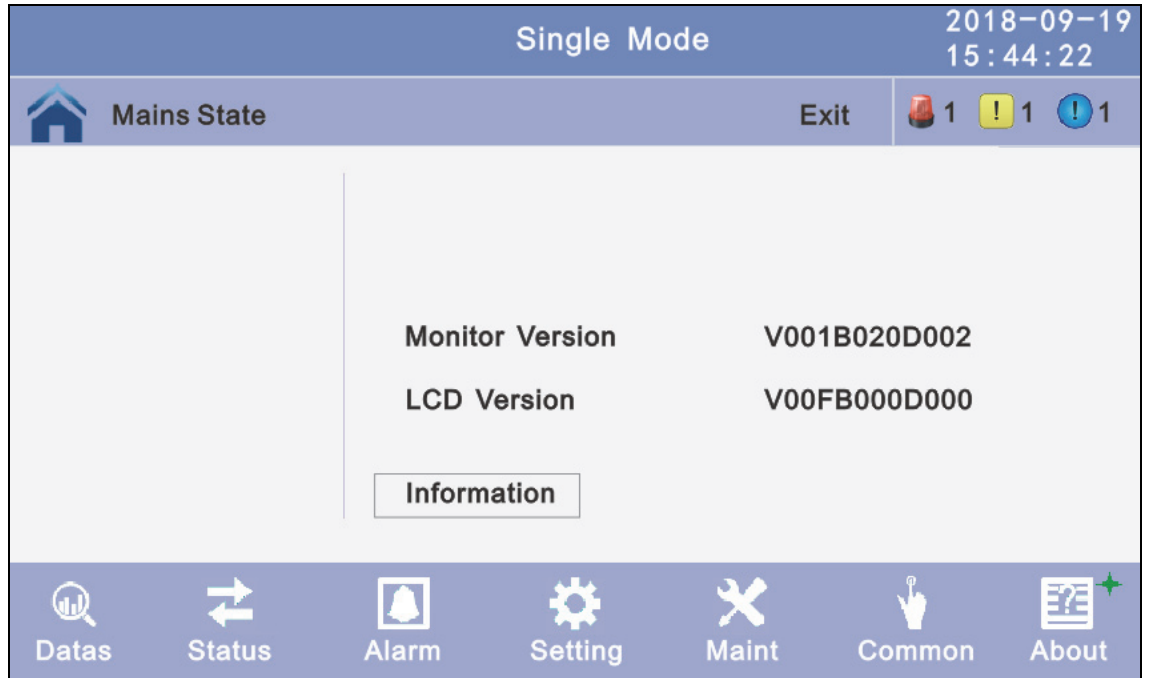 Single Mode
2018-09-19
15:44:22
Mains State
Exit
1
! 1
! 1
Monitor Version V001B020D002
LCD Version V00FB000D000
Information
Datas
Status
Alarm
Setting
Maint
Common
?
About